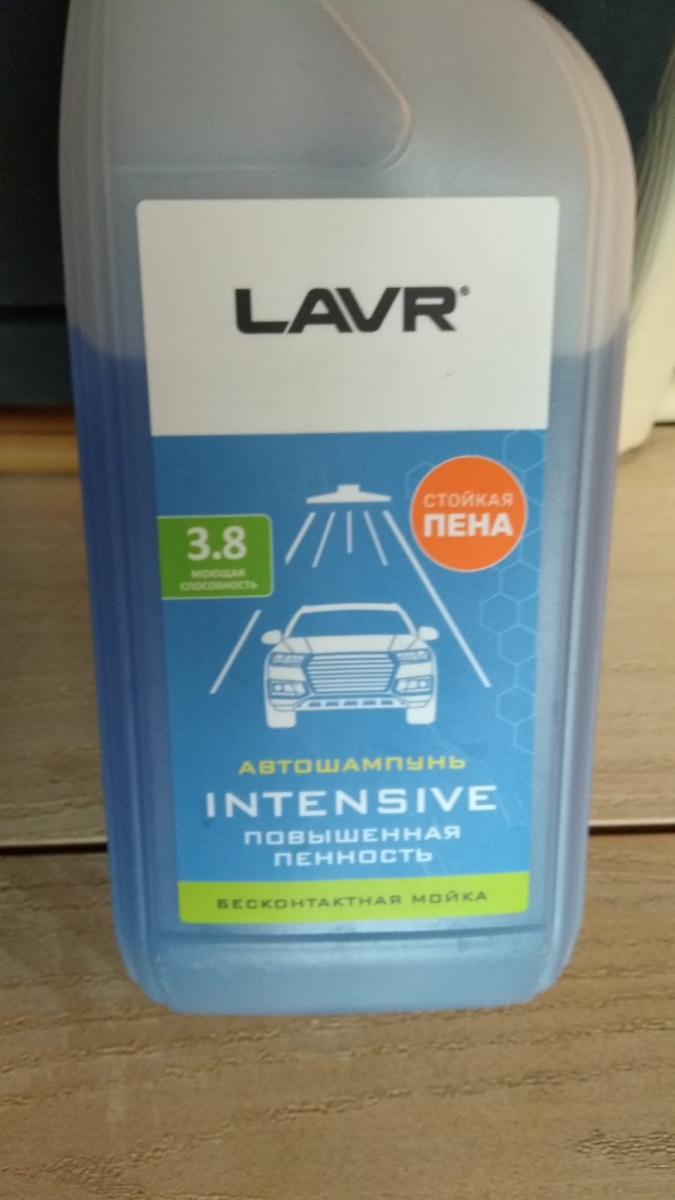 LAVR®
СТОЙКАЯ
ПЕНА
3.8
МОЮЩАЯ
СПОСОБНОСТЬ
АВТОШАМПУНЬ
INTENSIVE
ПОВЫШЕННАЯ
ПЕННОСТЬ
БЕСКОНТАКТНАЯ МОЙКА